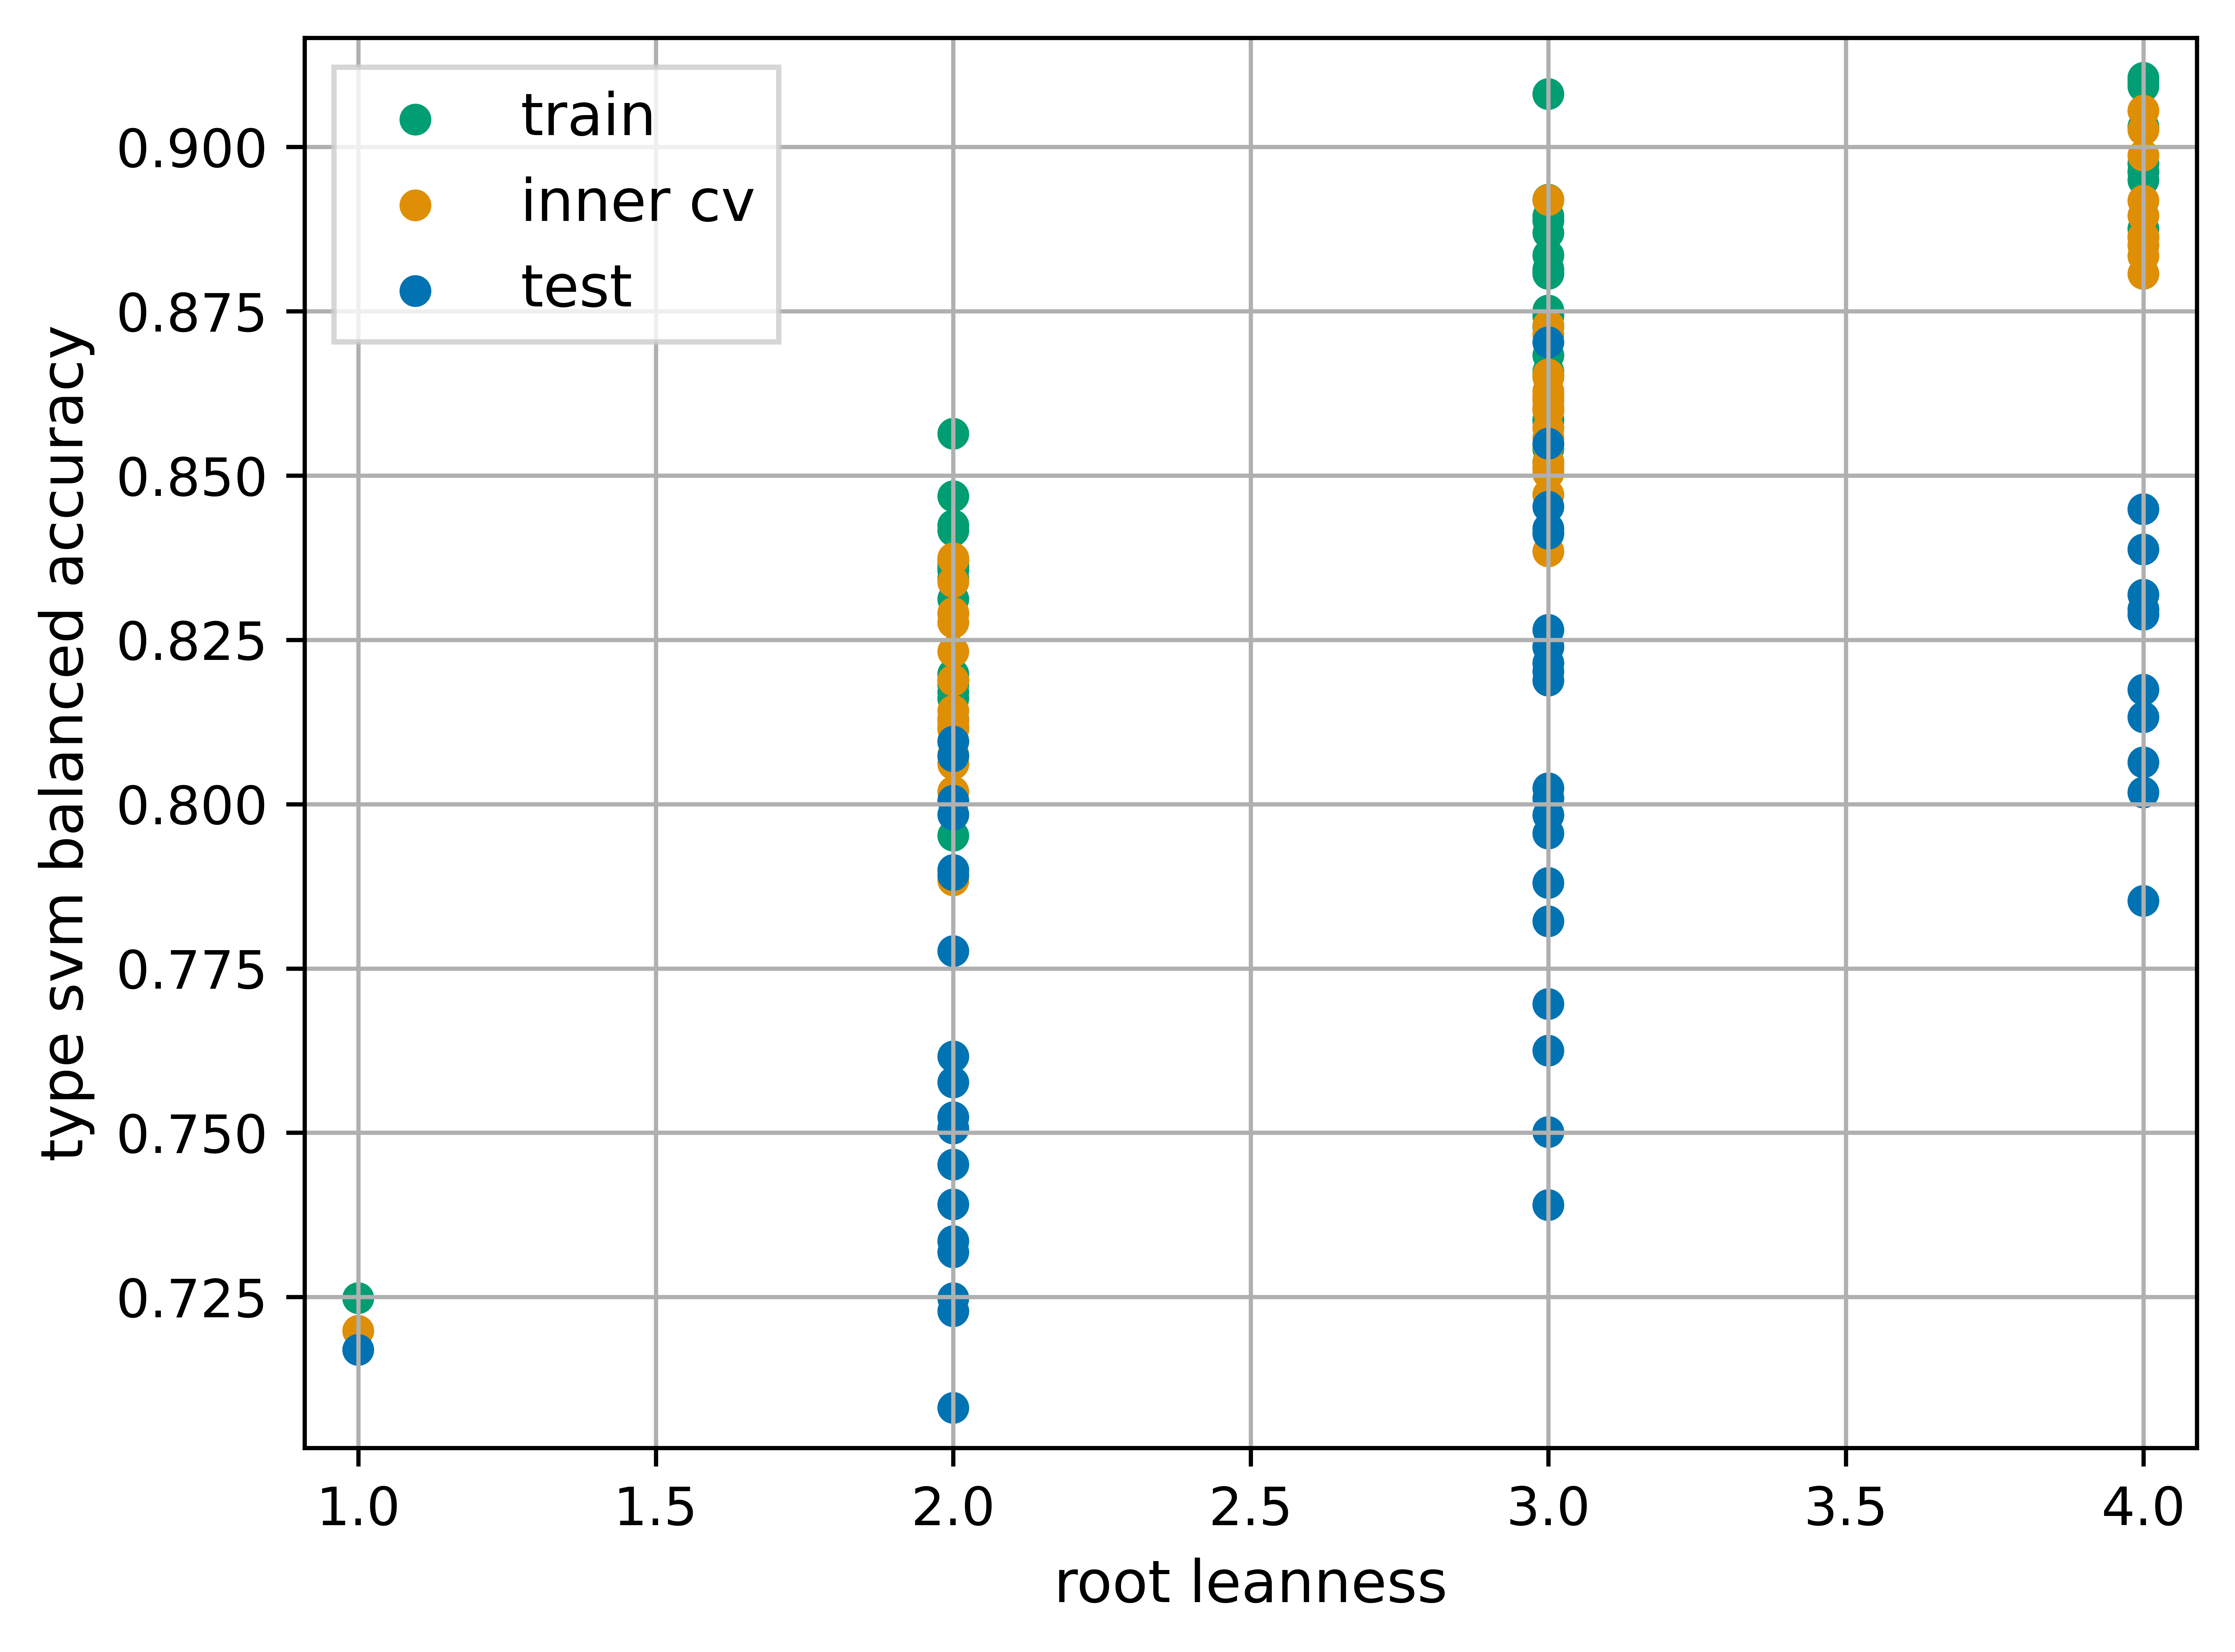 train
inner cv
test
0.900
0.875
0.850
0.825
0.800
0.775
0.750
0.725
type svm balanced accuracy
1.0 1.5 2.0 2.5 3.0 3.5 4.0
root leanness